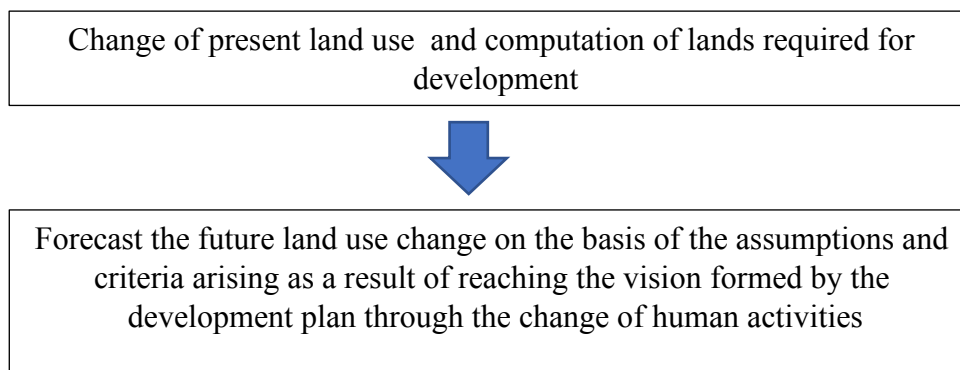 Change of present land use and computation of lands required for
development
Forecast the future land use change on the basis of the assumptions and
criteria arising as a result of reaching the vision formed by the
development plan through the change of human activities